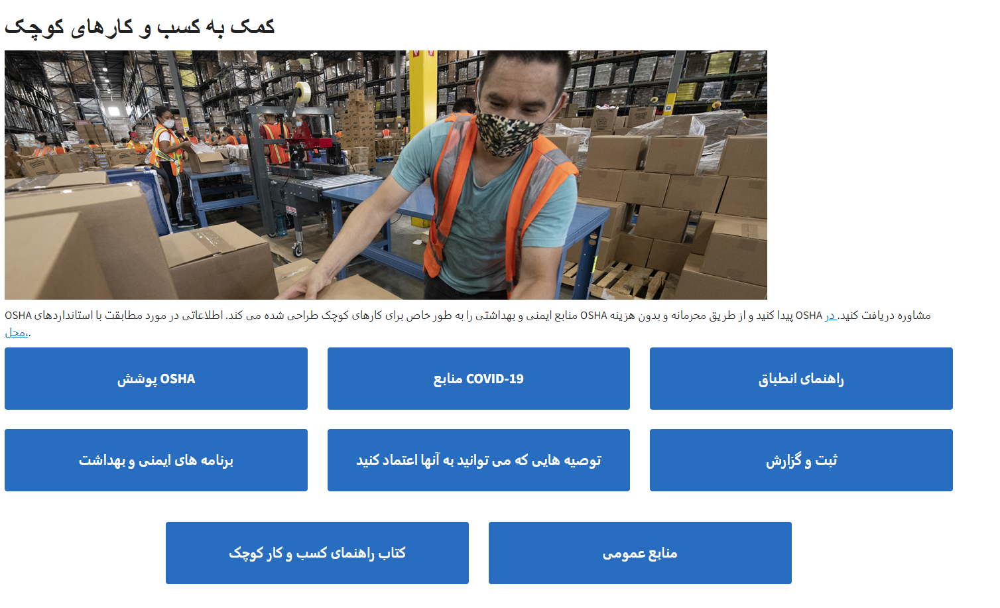 کمک به کسب و کارهای کوچک
OSHA منابع ایمنی و بهداشتی را به طور خاص برای کارهای کوچک طراحی شده می کند. اطلاعاتی در مورد مطابقت با استانداردهای OSHA پیدا کنید و از طریق محرمانه و بدون هزینه OSHA مشاوره دریافت کنید. در
محل،.
OSHA پوشش
COVID-19 منابع
راهنمای انطباق
برنامه های ایمنی و بهداشت
توصیه هایی که می توانید به آنها اعتماد کنید
ثبت و گزارش
کتاب راهنمای کسب و کار کوچک
منابع عمومی